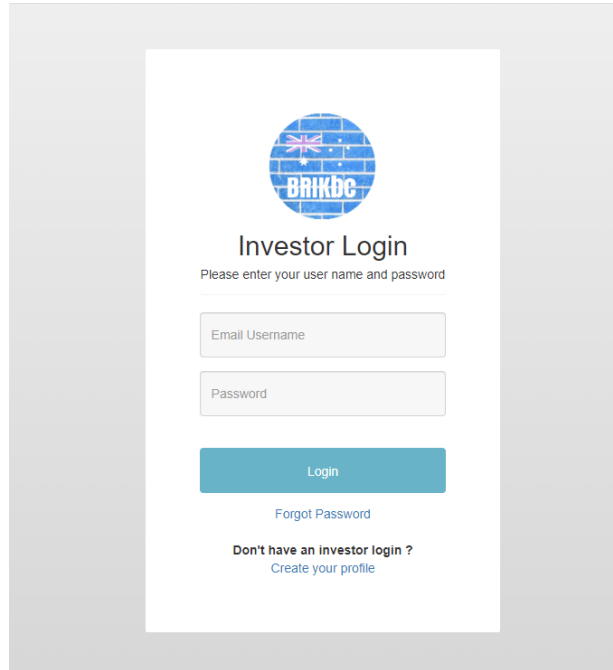 BRIKbc
Investor Login
Please enter your user name and password
Email Username
Password
Login
Forgot Password
Don't have an investor login ?
Create your profile